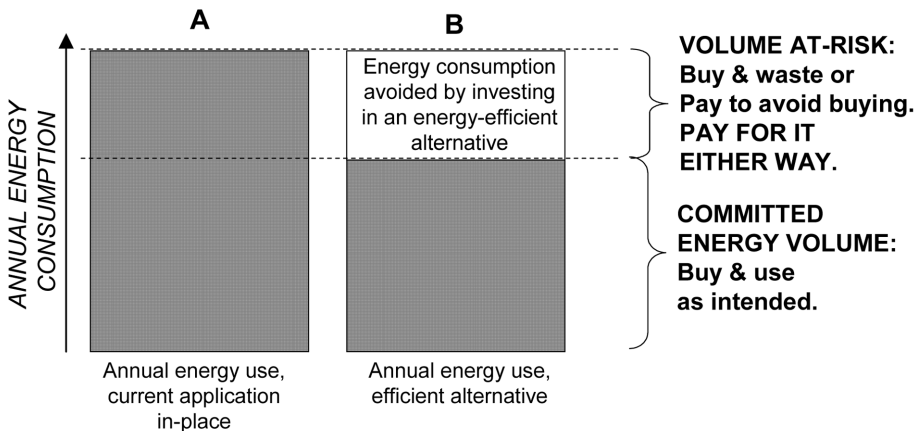 A
B
ANNUAL ENERGY
CONSUMPTION
Energy consumption
avoided by investing
in an energy-efficient
alternative
VOLUME AT-RISK:
Buy & waste or
Pay to avoid buying.
PAY FOR IT
EITHER WAY.
COMMITTED
ENERGY VOLUME:
Buy & use
as intended.
Annual energy use,
current application
in-place
Annual energy use,
efficient alternative